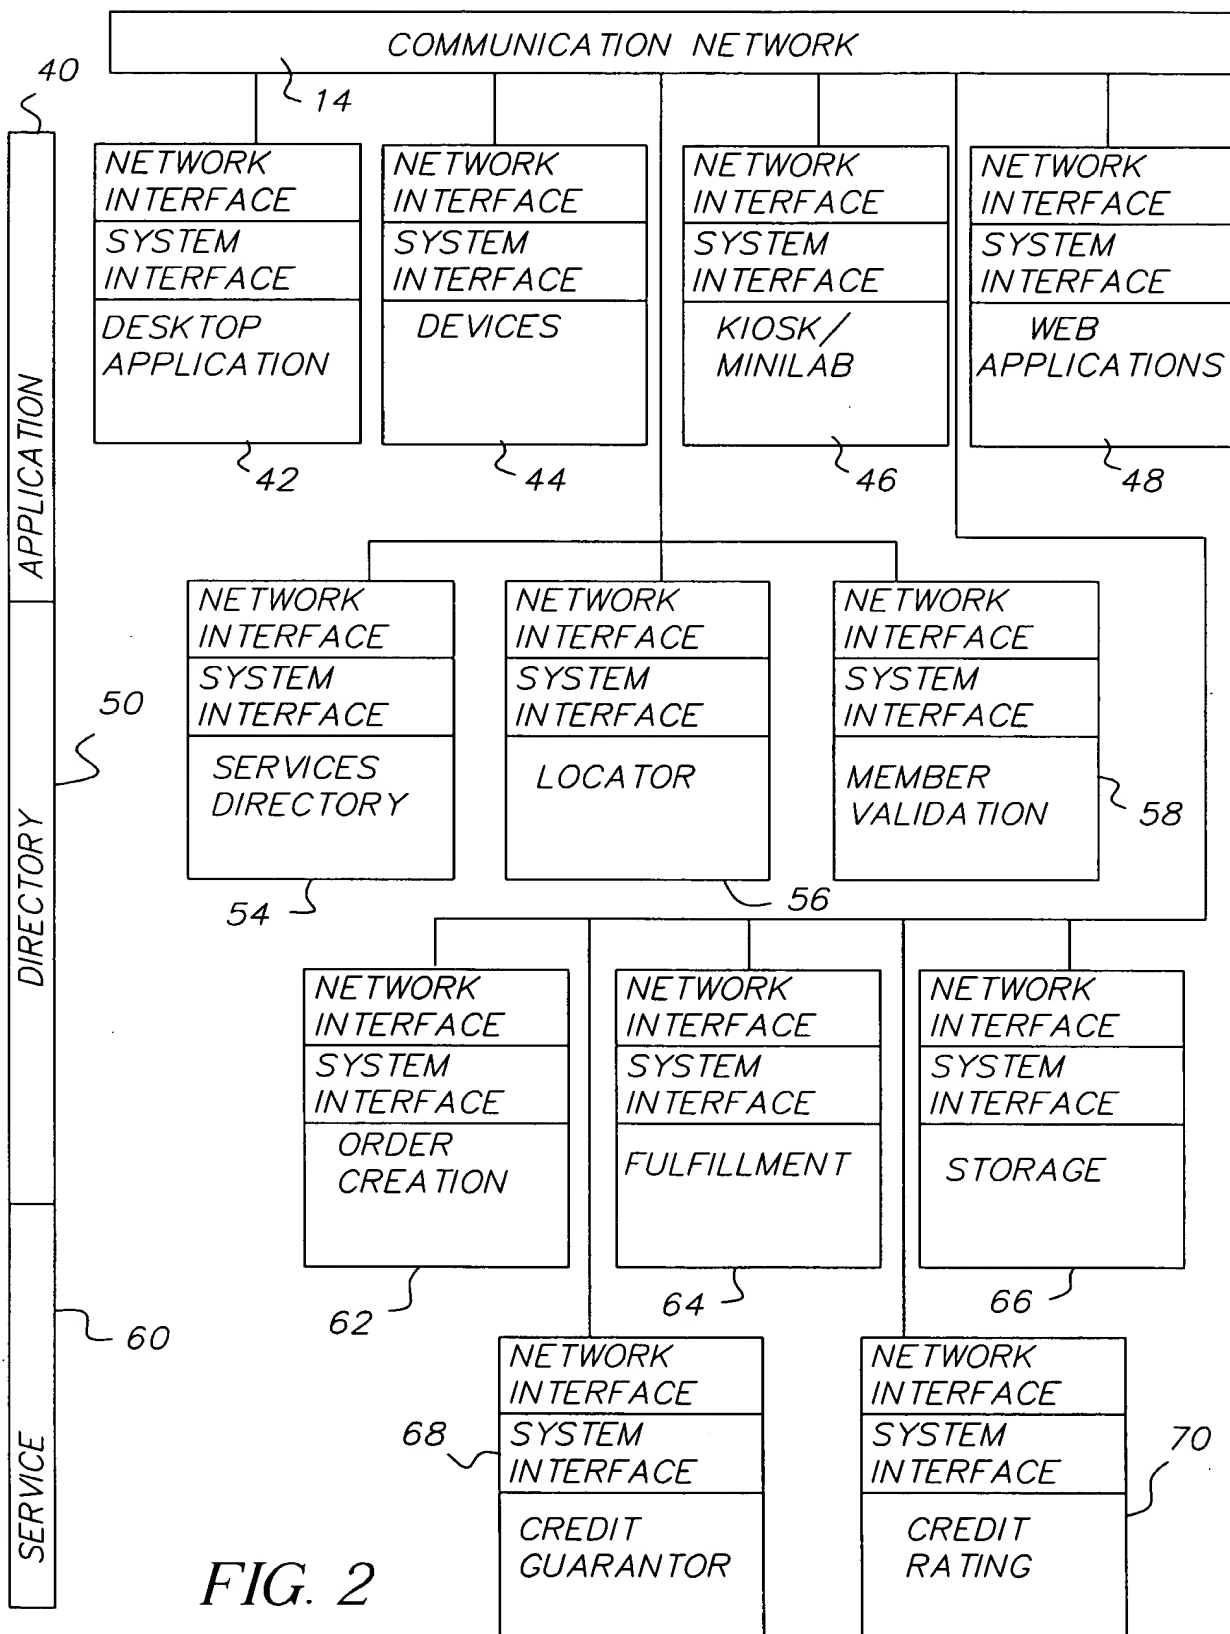 COMMUNICATION NETWORK
40
14
NETWORK
INTERFACE
SYSTEM
INTERFACE
DESKTOP
APPLICATION
42
NETWORK
INTERFACE
SYSTEM
INTERFACE
DEVICES
44
NETWORK
INTERFACE
SYSTEM
INTERFACE
KIOSK/
MINILAB
46
NETWORK
INTERFACE
SYSTEM
INTERFACE
WEB
APPLICATIONS
48
APPLICATION
NETWORK
INTERFACE
SYSTEM
INTERFACE
SERVICES
DIRECTORY
54
NETWORK
INTERFACE
SYSTEM
INTERFACE
LOCATOR
56
NETWORK
INTERFACE
SYSTEM
INTERFACE
MEMBER
VALIDATION
58
50
DIRECTORY
NETWORK
INTERFACE
SYSTEM
INTERFACE
ORDER
CREATION
62
NETWORK
INTERFACE
SYSTEM
INTERFACE
FULFILLMENT
64
NETWORK
INTERFACE
SYSTEM
INTERFACE
STORAGE
66
60
SERVICE
NETWORK
INTERFACE
68
SYSTEM
INTERFACE
CREDIT
GUARANTOR
NETWORK
INTERFACE
SYSTEM
INTERFACE
70
CREDIT
RATING
FIG. 2